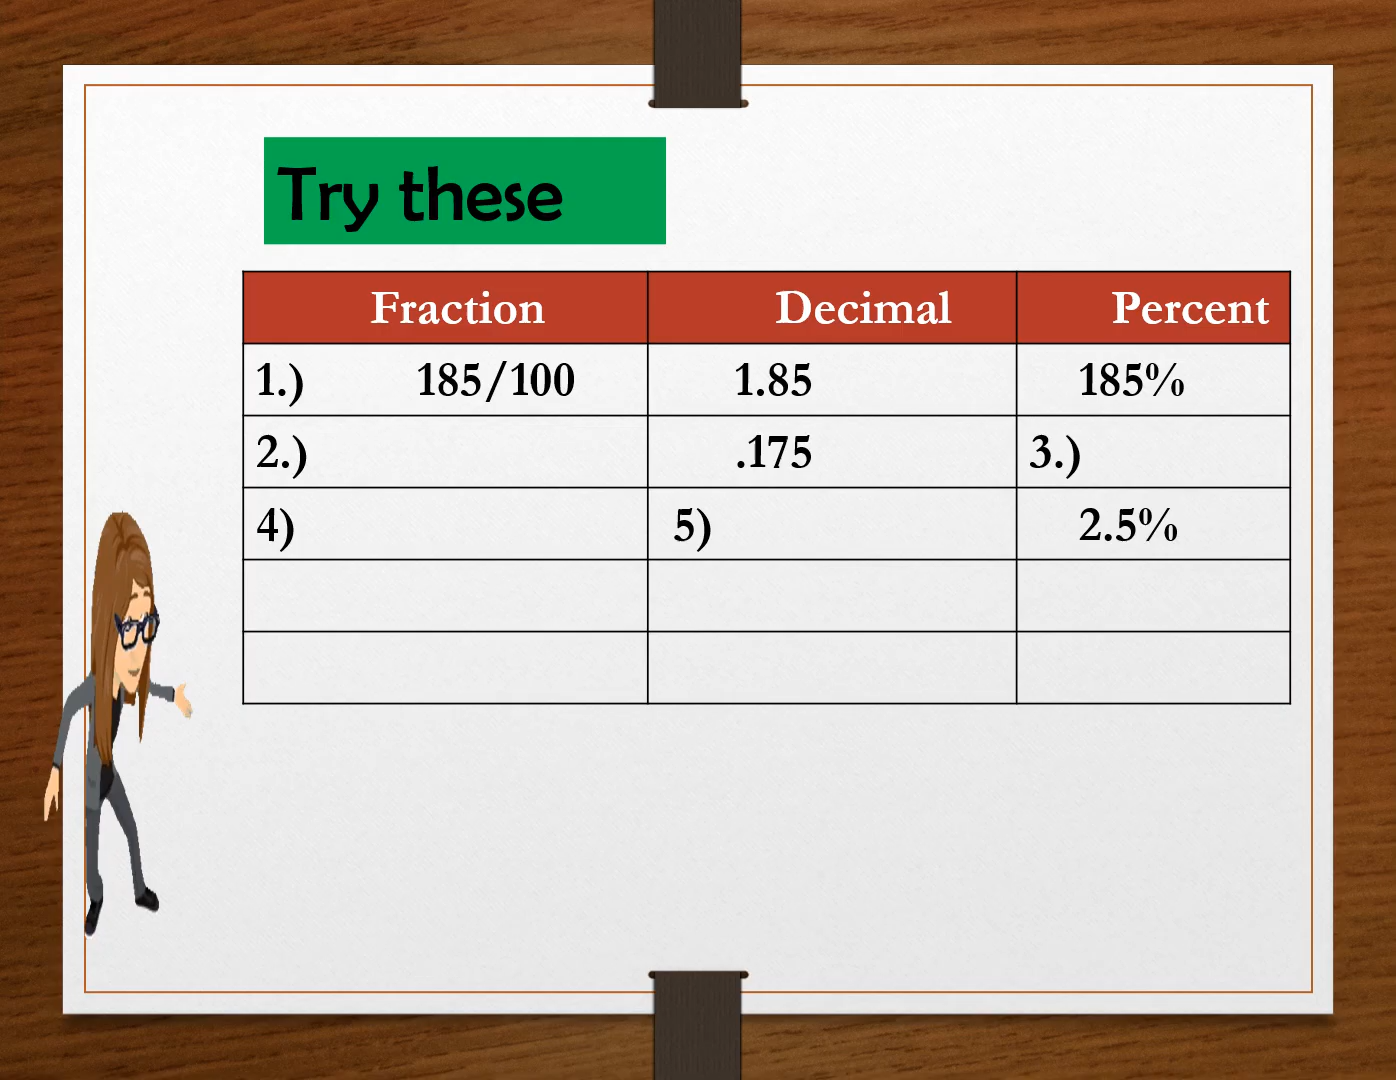 Try these
Fraction Decimal Percent
1.) 185/100 1.85 185%
2.) .175 3.)
4) 5) 2.5%